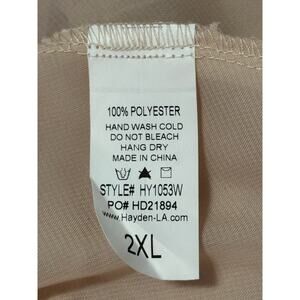 100% POLYESTER
HAND WASH COLD
DO NOT BLEACH
HANG DRY
MADE IN CHINA
STYLE# HY1053W
PO# HD21894
www.Hayden-LA.com
2XL